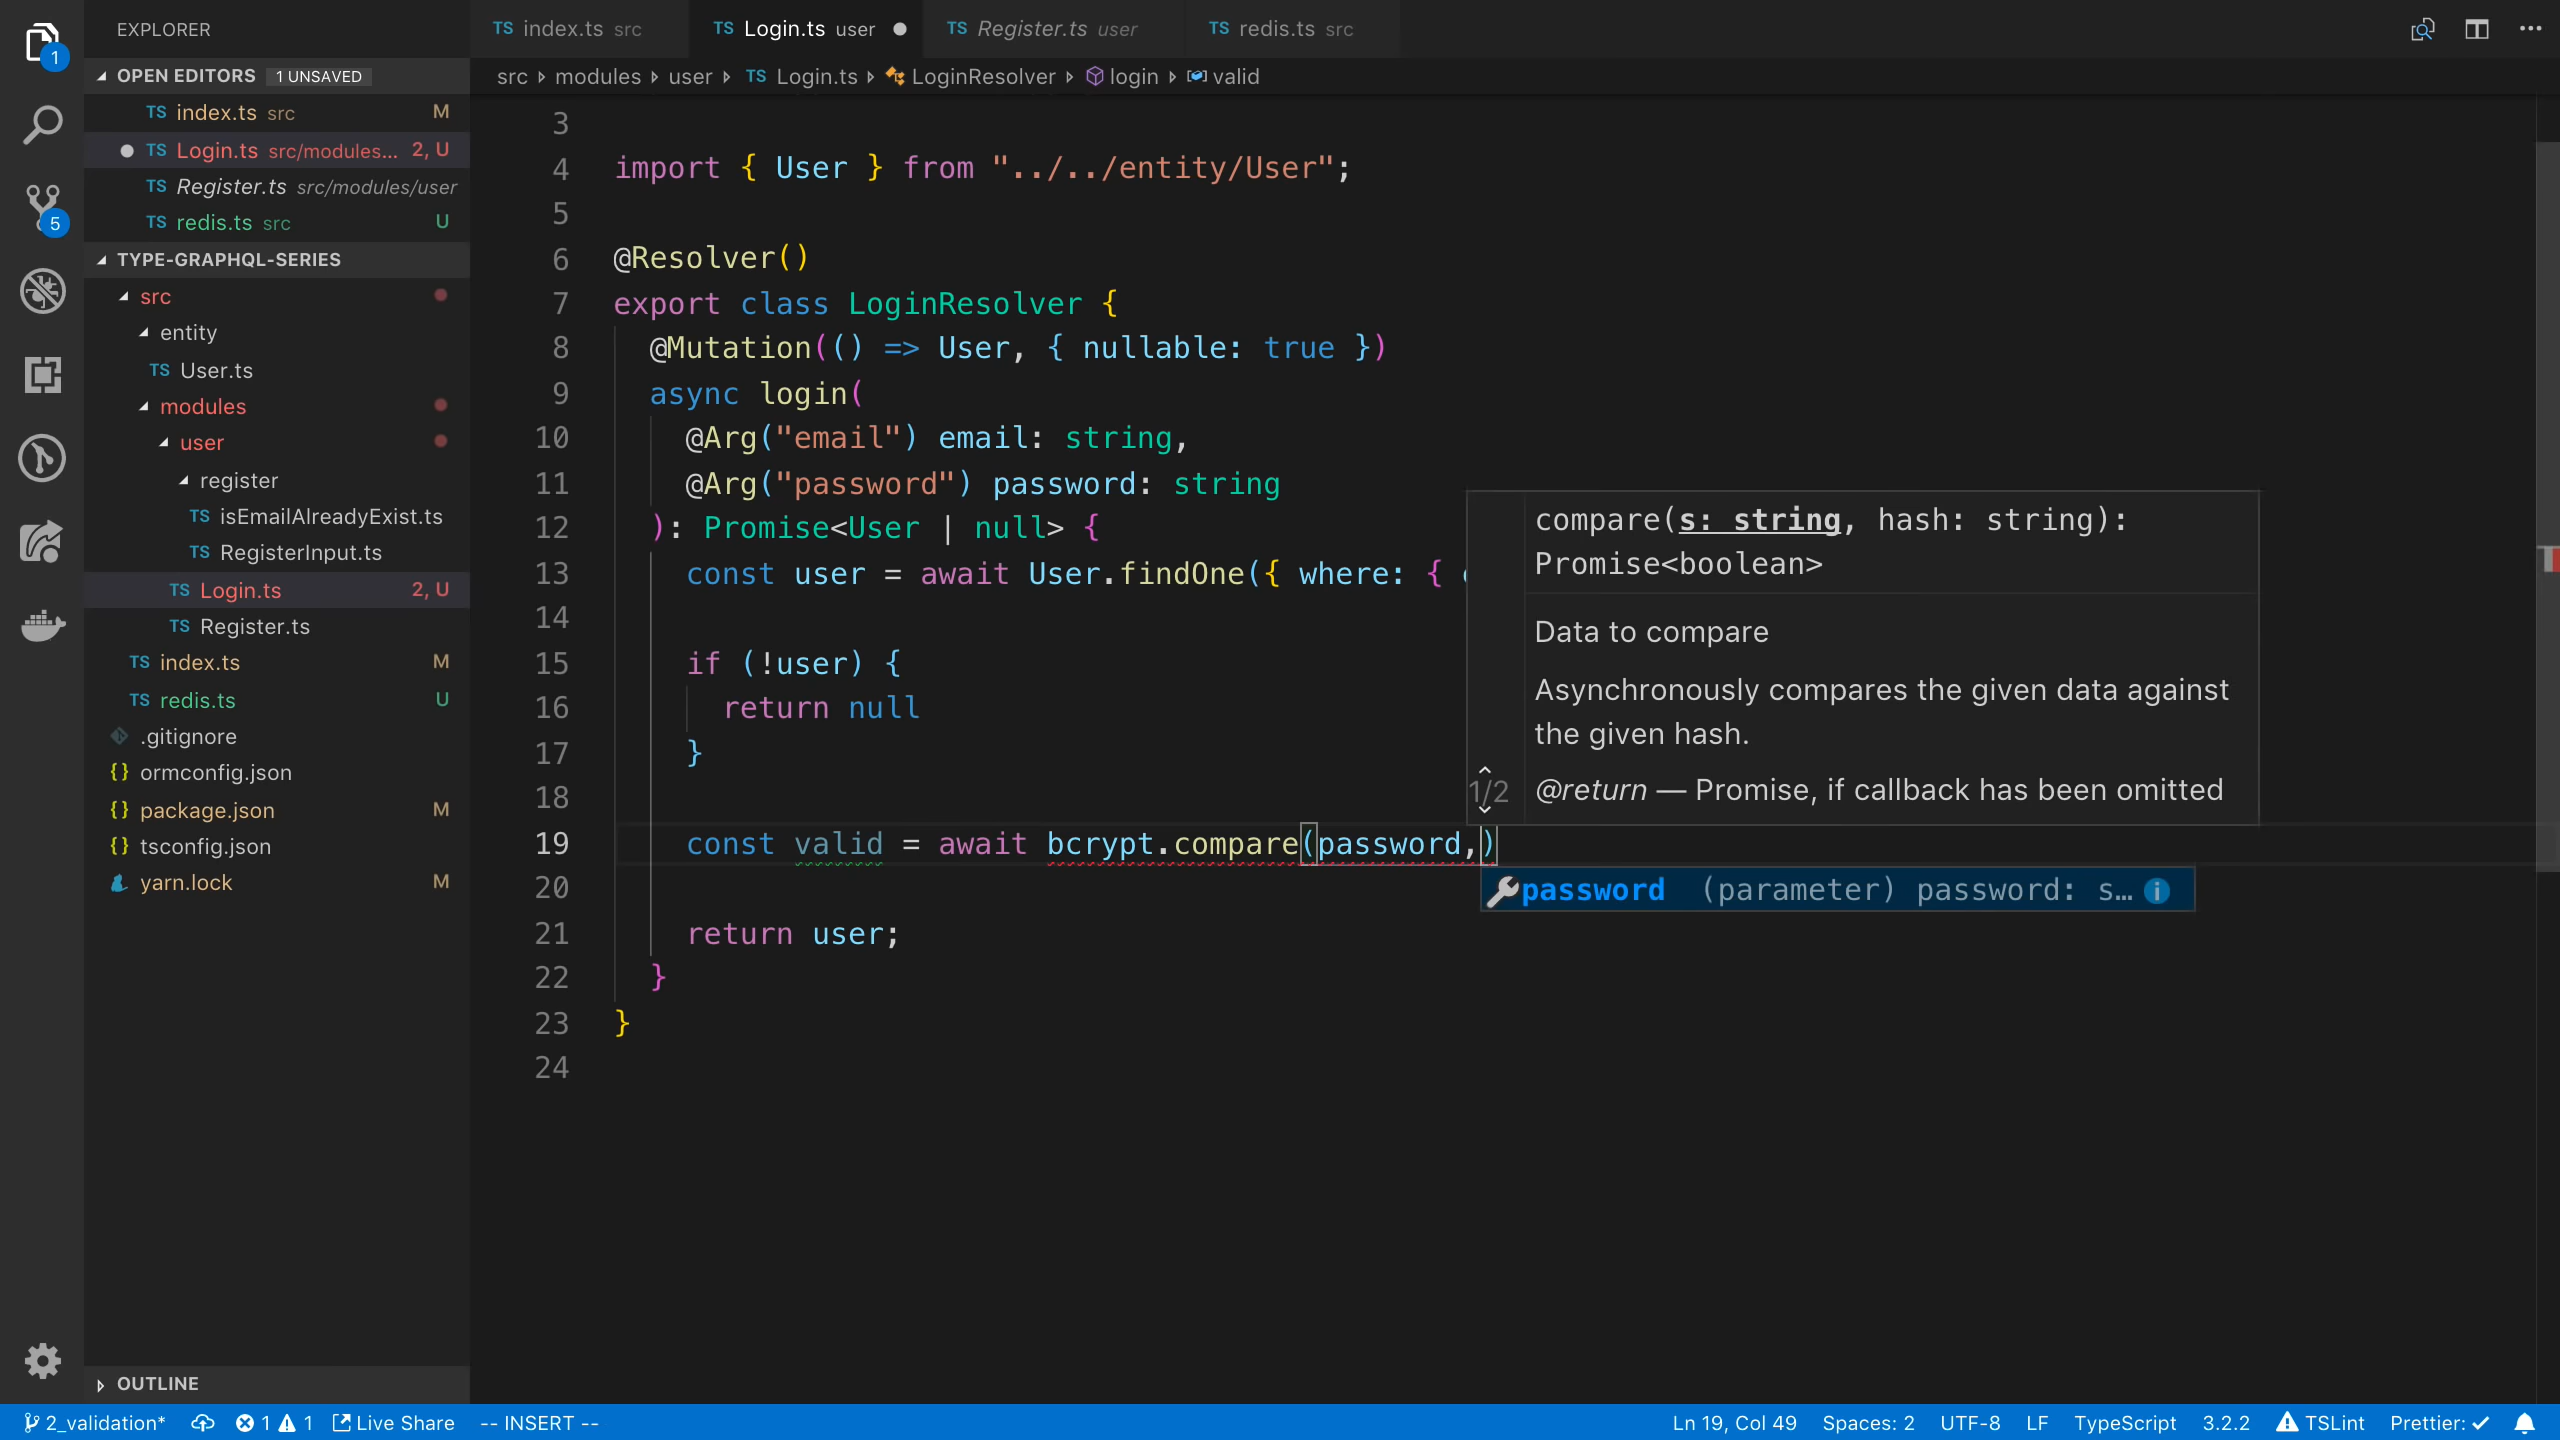 EXPLORER
OPEN EDITORS 1 UNSAVED
TS index.ts src M
TS Login.ts src/modules... 2, U
TS Register.ts src/modules/user
TS redis.ts src U
TYPE-GRAPHQL-SERIES
src
entity
TS User.ts
modules
user
register
TS isEmailAlreadyExist.ts
TS RegisterInput.ts
TS Login.ts 2, U
TS Register.ts
TS index.ts M
TS redis.ts U
.gitignore
{} ormconfig.json
{} package.json M
{} tsconfig.json
yarn.lock M
OUTLINE
1
5
TS index.ts src TS Login.ts user TS Register.ts user TS redis.ts src
src modules user TS Login.ts LoginResolver login valid
3
4 import { User } from "../../entity/User";
5
6 @Resolver()
7 export class LoginResolver {
8 @Mutation(() => User, { nullable: true })
9 async login(
10 @Arg("email") email: string,
11 @Arg("password") password: string
12 ): Promise<User | null> {
13 const user = await User.findOne({ where: {
14
15 if (!user) {
16 return null
17 }
18
19 const valid = await bcrypt.compare(password,)
20
21 return user;
22 }
23 }
24
compare(s: string, hash: string):
Promise<boolean>
Data to compare
Asynchronously compares the given data against
the given hash.
1/2 @return — Promise, if callback has been omitted
password (parameter) password: s...
2_validation* 1 1 Live Share -- INSERT -- Ln 19, Col 49 Spaces: 2 UTF-8 LF TypeScript 3.2.2 TSLint Prettier: ✓